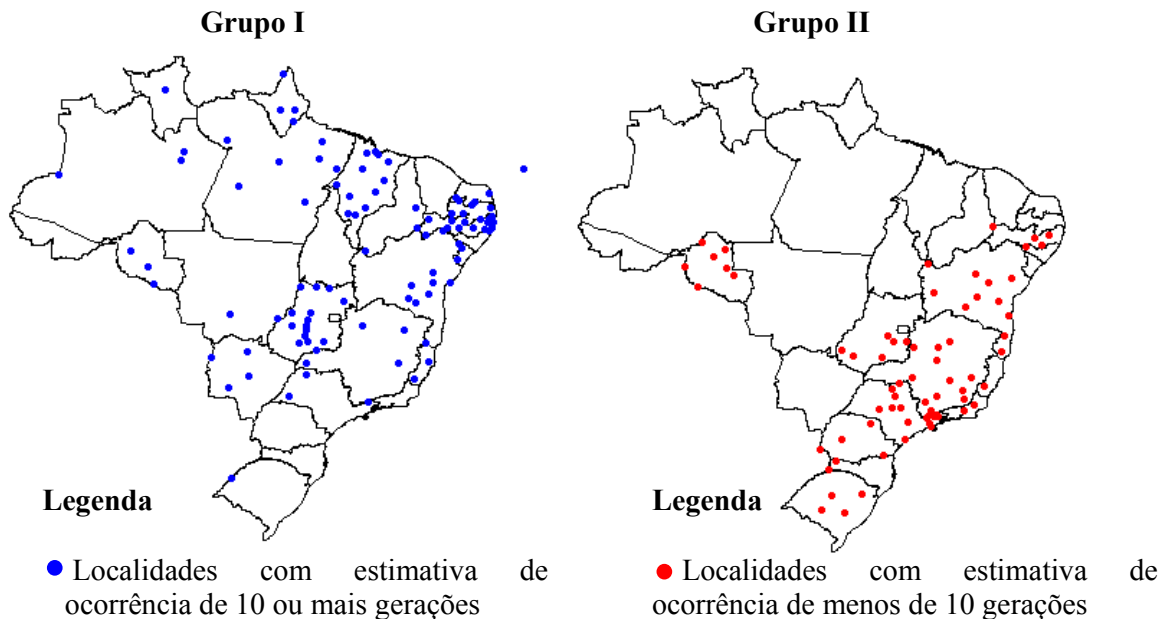 Grupo I
Grupo II
Legenda
Localidades com estimativa de
ocorrência de 10 ou mais gerações
Legenda
Localidades com estimativa de
ocorrência de menos de 10 gerações